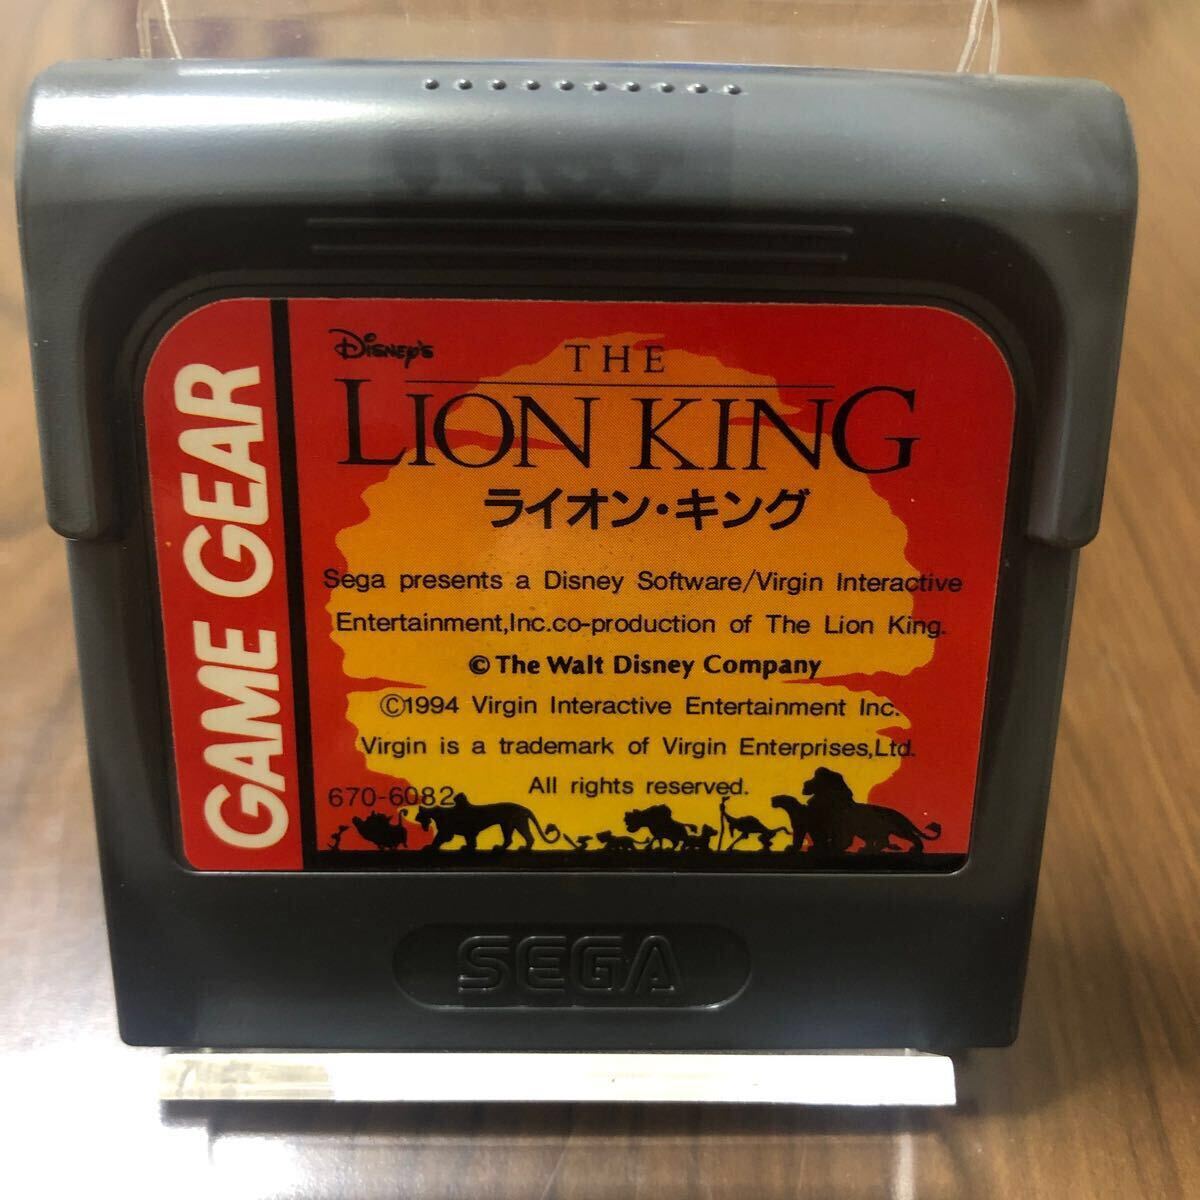 GAME GEAR
Disney's
THE
LION KING
ライオン・キング
Sega presents a Disney Software/Virgin Interactive
Entertainment,Inc.co-production of The Lion King.
© The Walt Disney Company
©1994 Virgin Interactive Entertainment Inc.
Virgin is a trademark of Virgin Enterprises,Ltd.
All rights reserved.
670-6082
SEGA